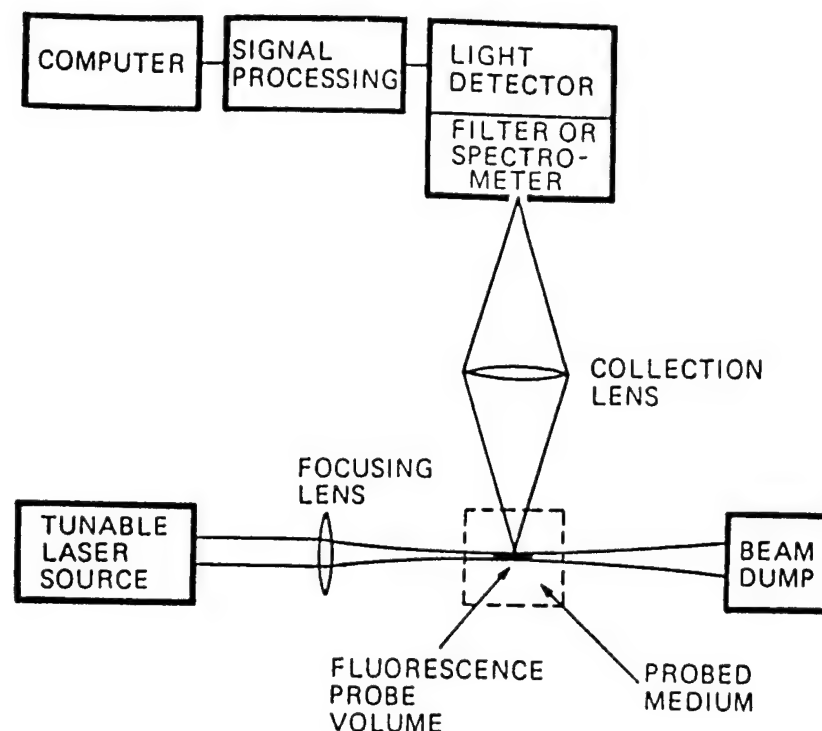 COMPUTER
SIGNAL
PROCESSING
LIGHT
DETECTOR
FILTER OR
SPECTRO-
METER
COLLECTION
LENS
FOCUSING
LENS
TUNABLE
LASER
SOURCE
BEAM
DUMP
FLUORESCENCE
PROBE
VOLUME
PROBED
MEDIUM